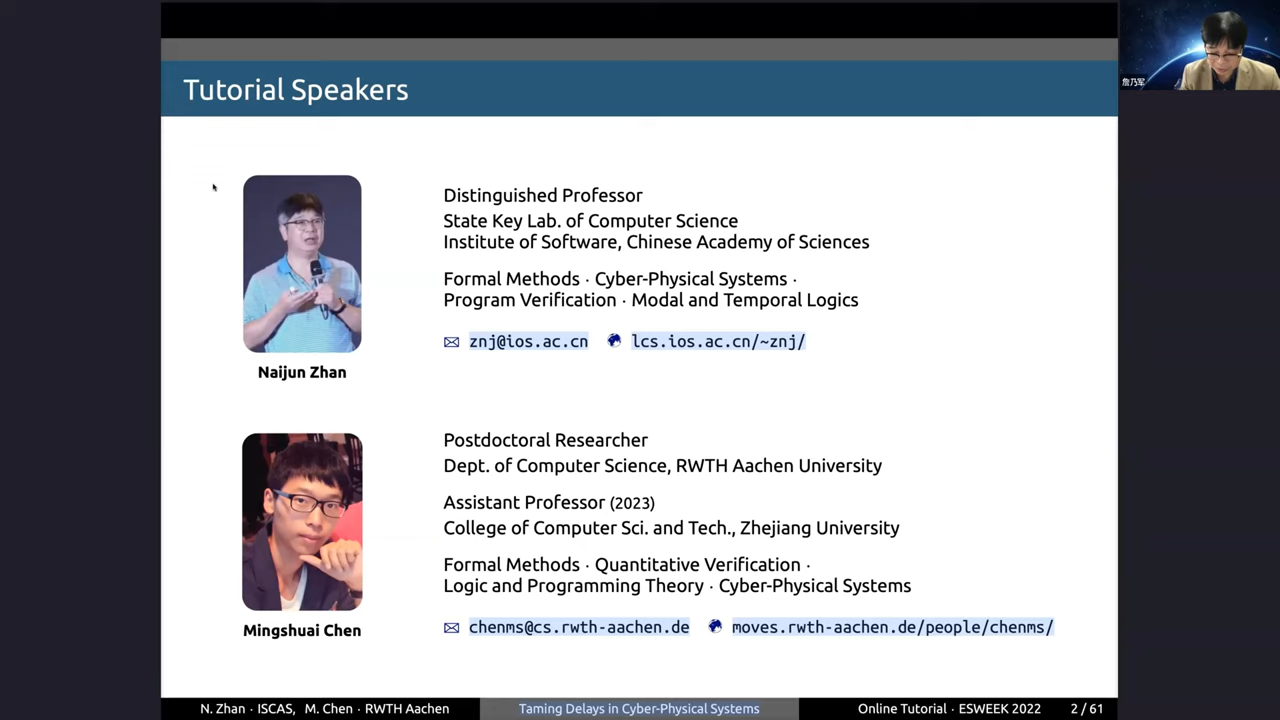 Tutorial Speakers
詹乃军
Distinguished Professor
State Key Lab. of Computer Science
Institute of Software, Chinese Academy of Sciences
Formal Methods · Cyber-Physical Systems ·
Program Verification · Modal and Temporal Logics
znj@ios.ac.cn lcs.ios.ac.cn/~znj/
Naijun Zhan
Postdoctoral Researcher
Dept. of Computer Science, RWTH Aachen University
Assistant Professor (2023)
College of Computer Sci. and Tech., Zhejiang University
Formal Methods · Quantitative Verification ·
Logic and Programming Theory · Cyber-Physical Systems
chenms@cs.rwth-aachen.de moves.rwth-aachen.de/people/chenms/
Mingshuai Chen
N. Zhan · ISCAS, M. Chen · RWTH Aachen Taming Delays in Cyber-Physical Systems Online Tutorial · ESWEEK 2022 2 / 61